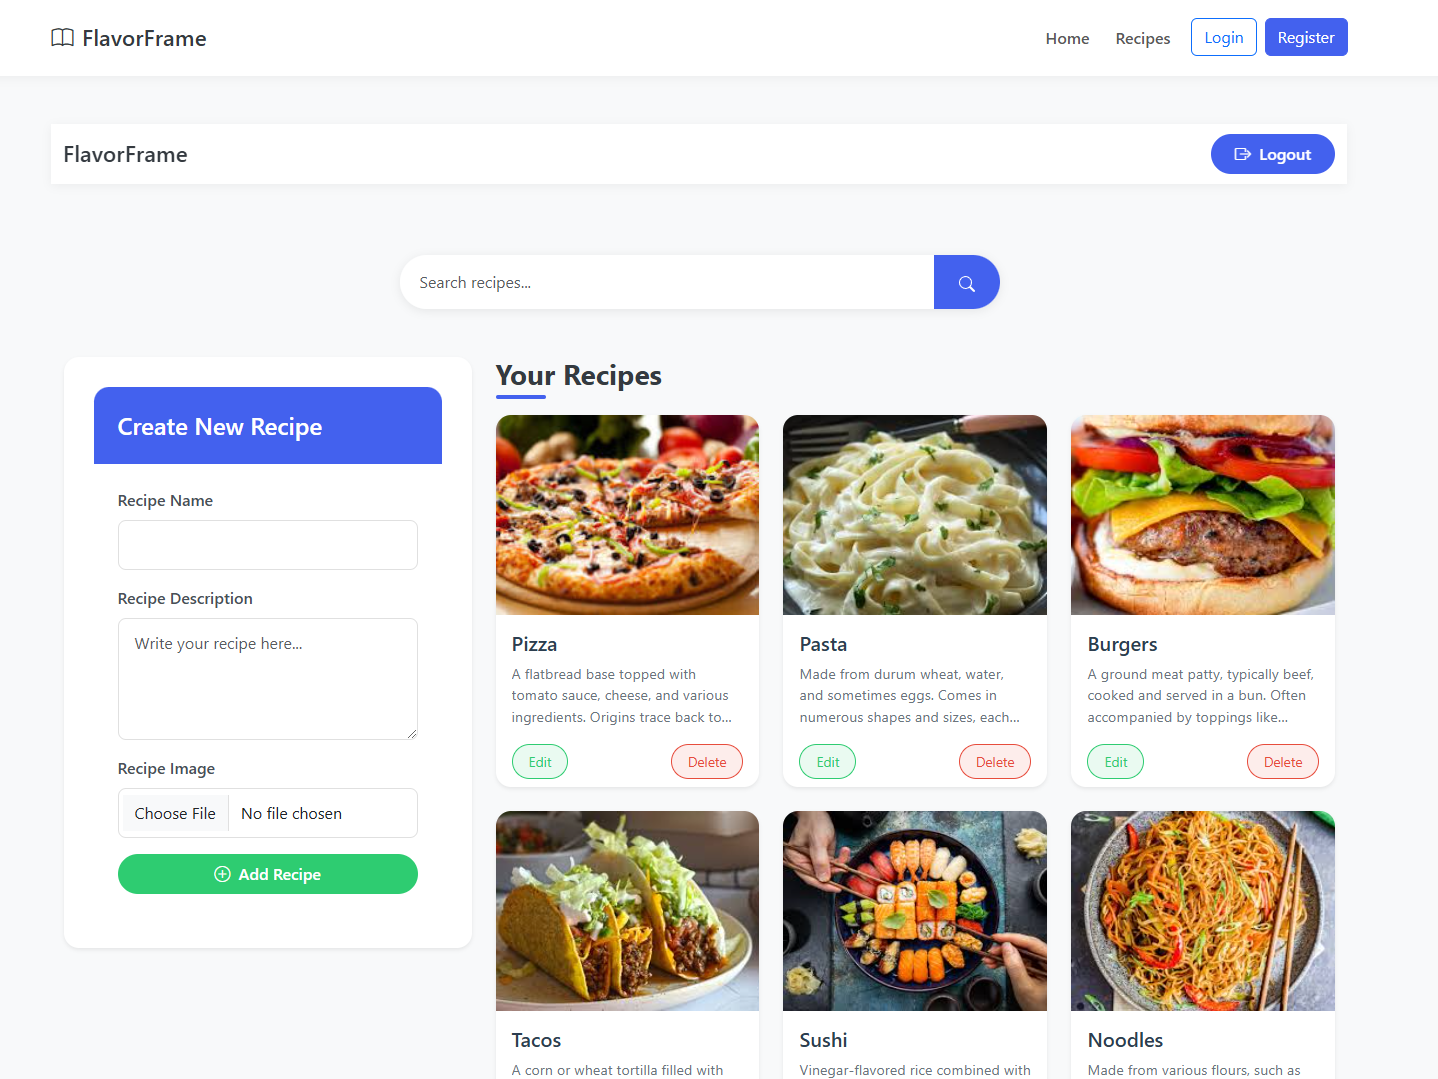 FlavorFrame
Home
Recipes
Login
Register
FlavorFrame
Logout
Search recipes...
Create New Recipe
Recipe Name
Recipe Description
Write your recipe here...
Recipe Image
Choose File
No file chosen
Add Recipe
Your Recipes
Pizza
A flatbread base topped with
tomato sauce, cheese, and various
ingredients. Origins trace back to...
Edit
Delete
Pasta
Made from durum wheat, water,
and sometimes eggs. Comes in
numerous shapes and sizes, each...
Edit
Delete
Burgers
A ground meat patty, typically beef,
cooked and served in a bun. Often
accompanied by toppings like...
Edit
Delete
Tacos
A corn or wheat tortilla filled with
Sushi
Vinegar-flavored rice combined with
Noodles
Made from various flours, such as